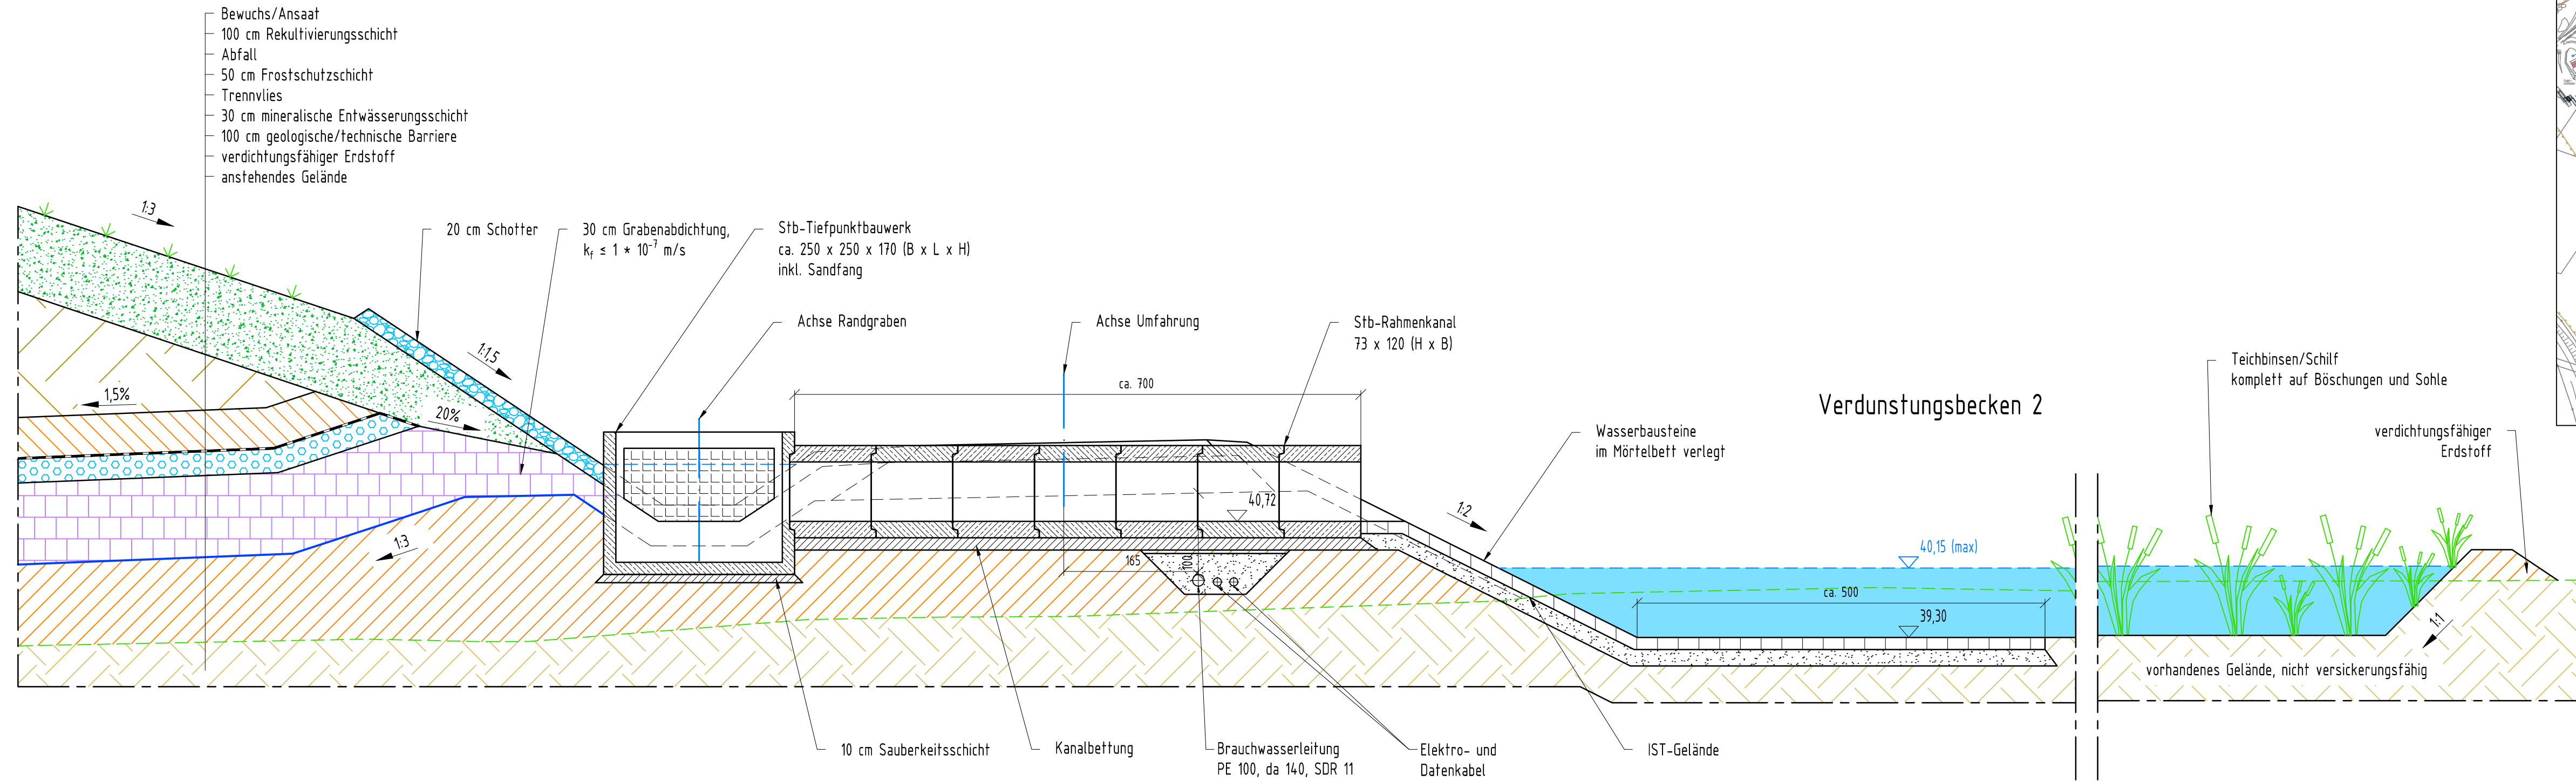 Bewuchs/Ansaat
100 cm Rekultivierungsschicht
Abfall
50 cm Frostschutzschicht
Trennvlies
30 cm mineralische Entwässerungsschicht
100 cm geologische/technische Barriere
verdichtungsfähiger Erdstoff
anstehendes Gelände
1:3
20 cm Schotter
30 cm Grabenabdichtung,
kf ≤ 1 * 10⁻⁷ m/s
Stb-Tiefpunktbauwerk
ca. 250 x 250 x 170 (B x L x H)
inkl. Sandfang
Achse Randgraben
Achse Umfahrung
Stb-Rahmenkanal
73 x 120 (H x B)
1:1,5
ca. 700
1,5%
20%
Verdunstungsbecken 2
Teichbinsen/Schilf
komplett auf Böschungen und Sohle
Wasserbausteine
im Mörtelbett verlegt
verdichtungsfähiger
Erdstoff
40,72
1:2
1:3
165
100
40,15 (max)
ca. 500
39,30
1:1
vorhandenes Gelände, nicht versickerungsfähig
10 cm Sauberkeitsschicht
Kanalbettung
Brauchwasserleitung
PE 100, da 140, SDR 11
Elektro- und
Datenkabel
IST-Gelände